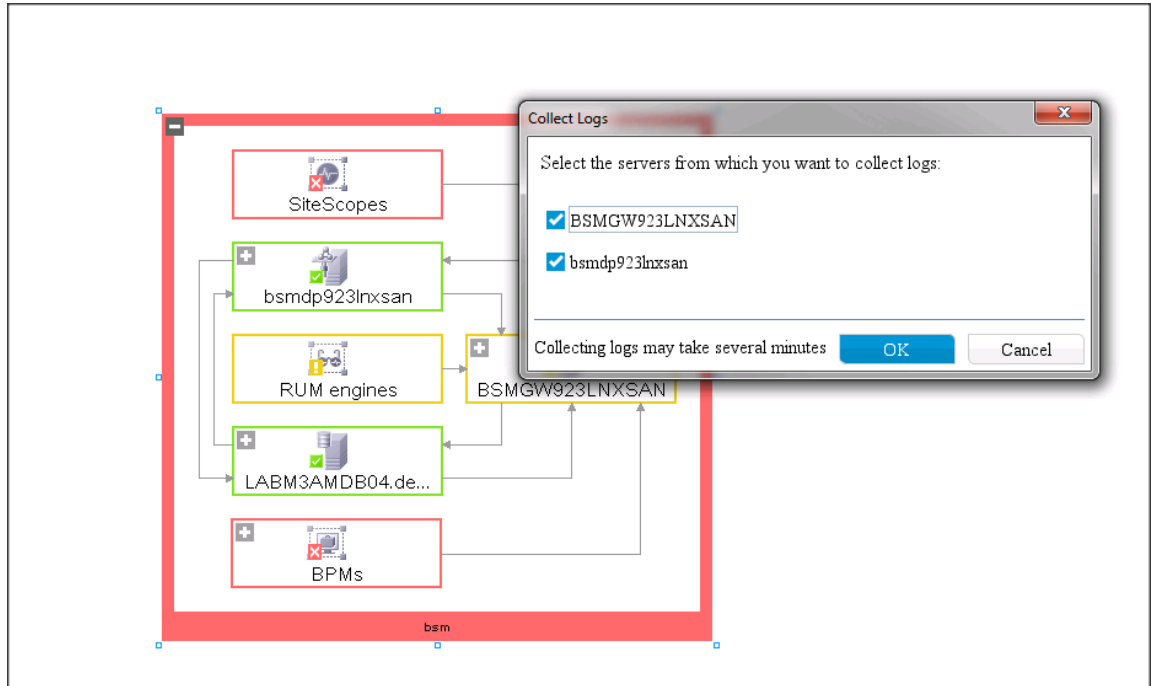 Collect Logs
Select the servers from which you want to collect logs:
BSMGW923LNXSAN
bsmdp923lnxsan
Collecting logs may take several minutes
OK
Cancel
SiteScopes
bsmdp923lnxsan
RUM engines
BSMGW923LNXSAN
LABM3AMDB04.de...
BPMs
bsm